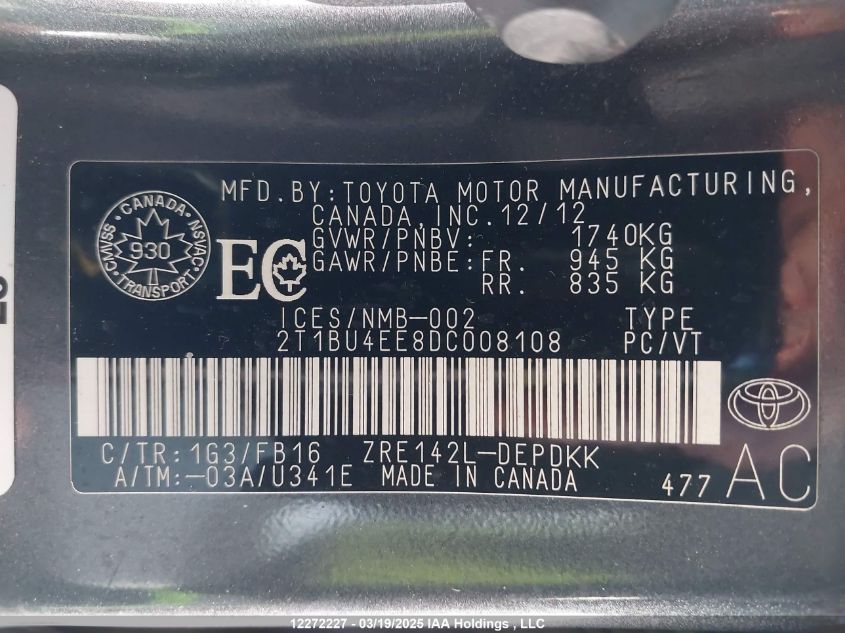 MFD.BY:TOYOTA MOTOR MANUFACTURING,
CANADA, INC.12/12
GVWR/PNBV: 1740KG
GAWR/PNBE:FR. 945 KG
RR. 835 KG
CANADA
CMVSS 930 NSVAC
TRANSPORT
EC
ICES/NMB-002 TYPE
2T1BU4EE8DC008108 PC/VT
C/TR:1G3/FB16 ZRE142L-DEPDKK
A/TM:-03A/U341E MADE IN CANADA 477 AC
12272227 - 03/19/2025 IAA Holdings , LLC